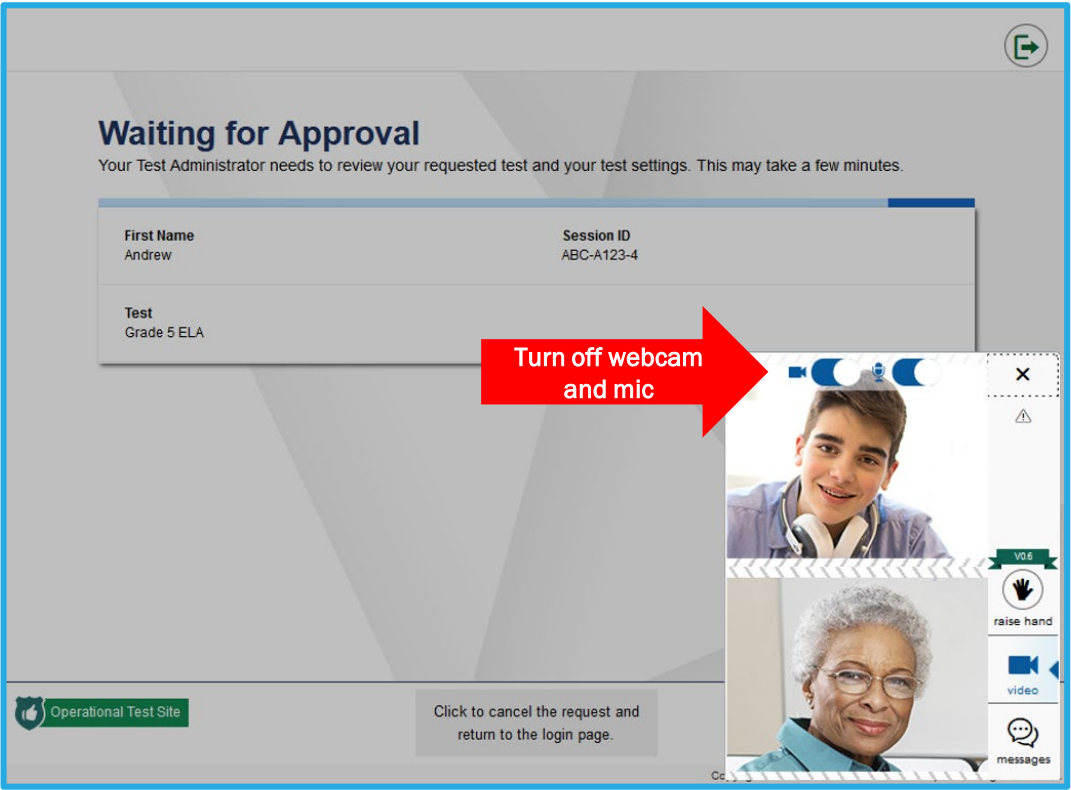 Waiting for Approval
Your Test Administrator needs to review your requested test and your test settings. This may take a few minutes.
First Name
Andrew
Session ID
ABC-A123-4
Test
Grade 5 ELA
Turn off webcam
and mic
V0.6
raise hand
video
messages
Operational Test Site
Click to cancel the request and
return to the login page.